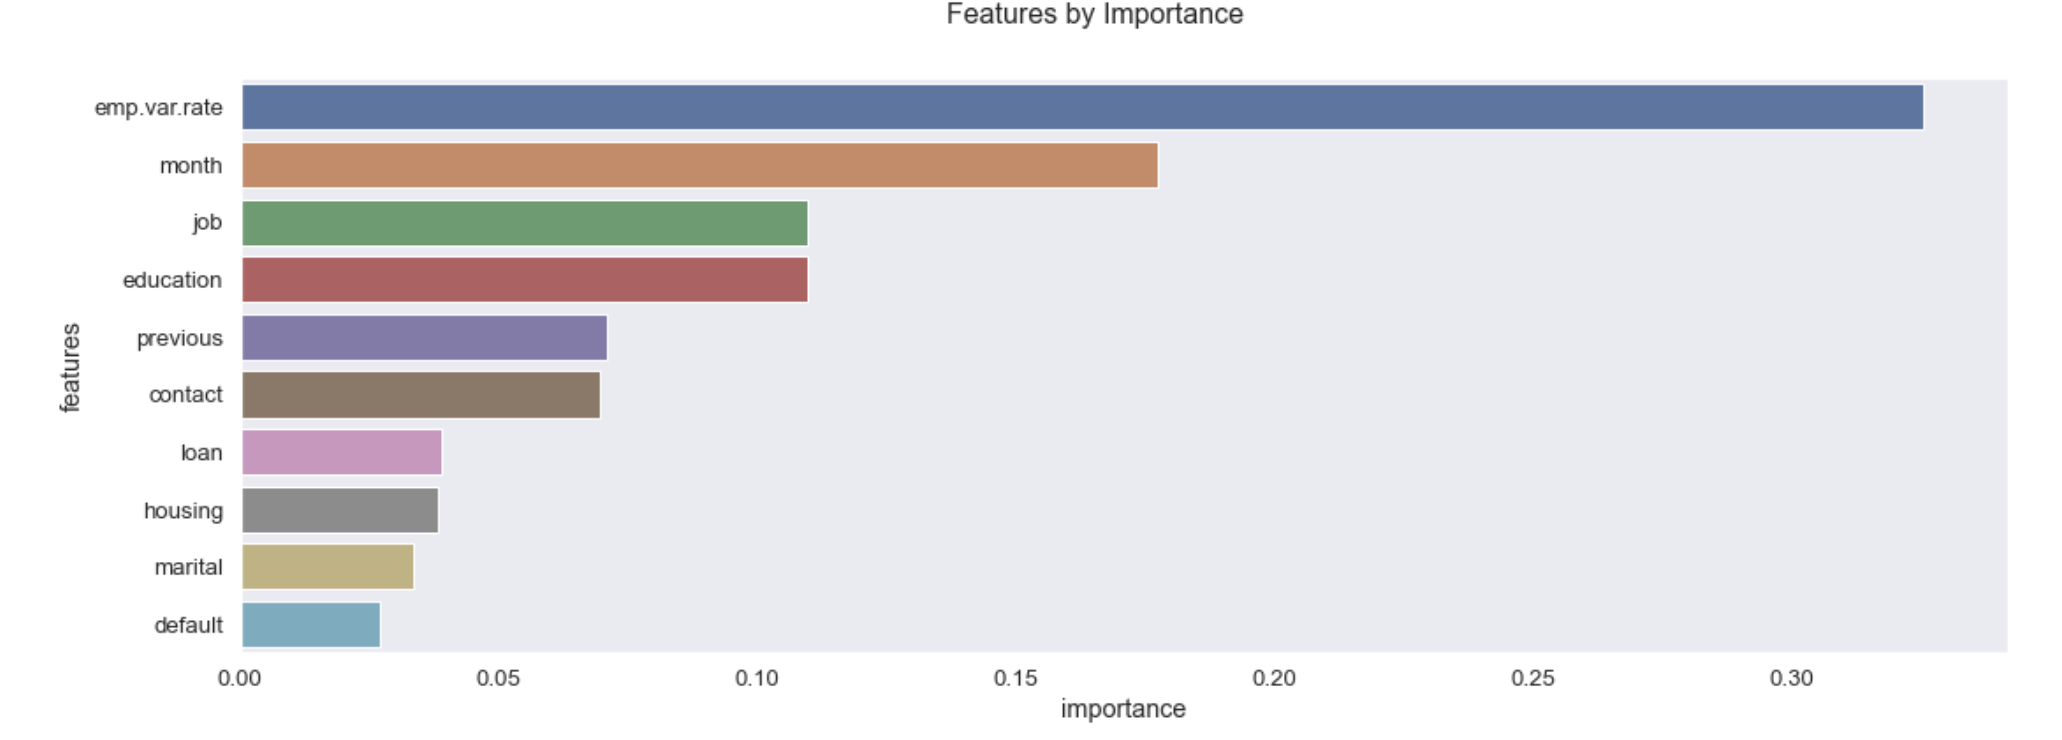 Features by Importance
emp.var.rate
month
job
education
previous
contact
loan
housing
marital
default
features
0.00 0.05 0.10 0.15 0.20 0.25 0.30
importance